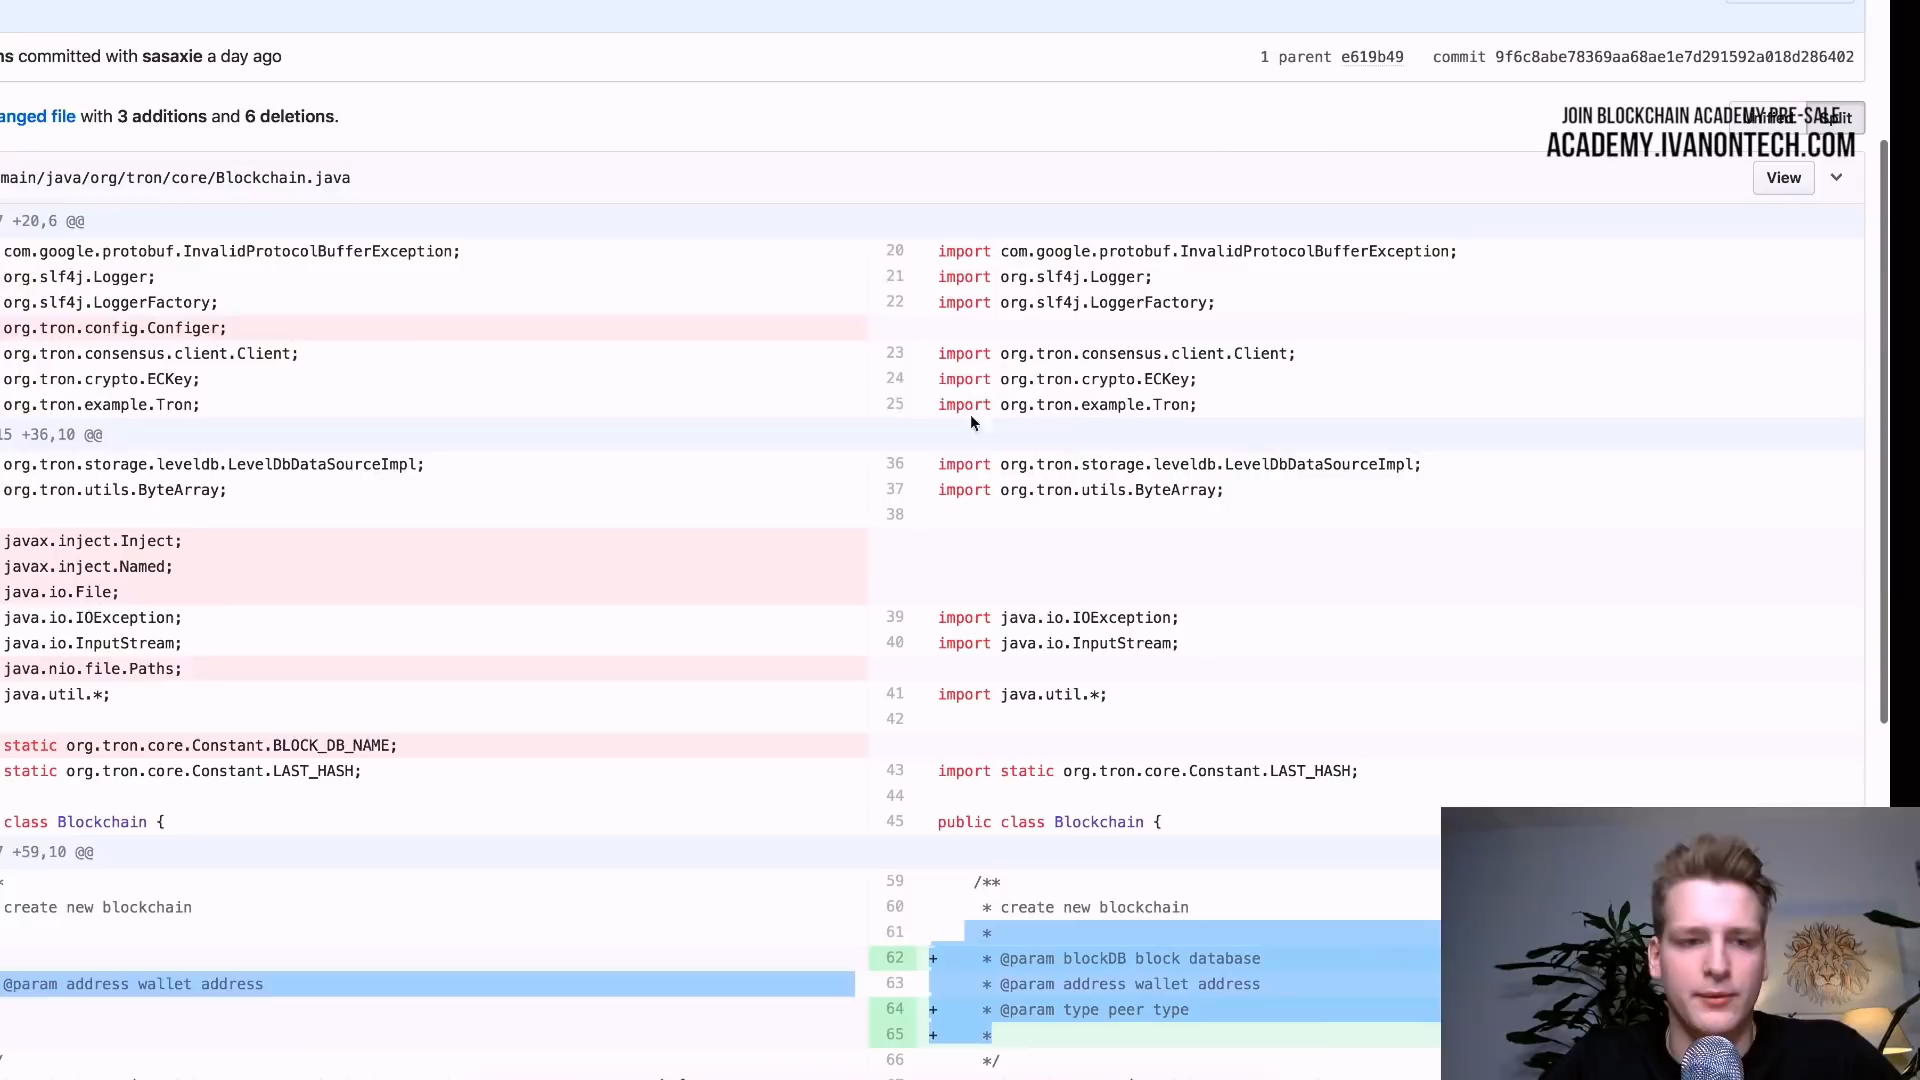 ns committed with sasaxie a day ago
1 parent e619b49 commit 9f6c8abe78369aa68ae1e7d291592a018d286402
anged file with 3 additions and 6 deletions.
Unified Split
JOIN BLOCKCHAIN ACADEMY PRE-SALE
ACADEMY.IVANONTECH.COM
main/java/org/tron/core/Blockchain.java
View
7 +20,6 @@
com.google.protobuf.InvalidProtocolBufferException;
20 import com.google.protobuf.InvalidProtocolBufferException;
org.slf4j.Logger;
21 import org.slf4j.Logger;
org.slf4j.LoggerFactory;
22 import org.slf4j.LoggerFactory;
org.tron.config.Configer;
org.tron.consensus.client.Client;
23 import org.tron.consensus.client.Client;
org.tron.crypto.ECKey;
24 import org.tron.crypto.ECKey;
org.tron.example.Tron;
25 import org.tron.example.Tron;
15 +36,10 @@
org.tron.storage.leveldb.LevelDbDataSourceImpl;
36 import org.tron.storage.leveldb.LevelDbDataSourceImpl;
org.tron.utils.ByteArray;
37 import org.tron.utils.ByteArray;
38
javax.inject.Inject;
javax.inject.Named;
java.io.File;
java.io.IOException;
39 import java.io.IOException;
java.io.InputStream;
40 import java.io.InputStream;
java.nio.file.Paths;
java.util.*;
41 import java.util.*;
42
static org.tron.core.Constant.BLOCK_DB_NAME;
static org.tron.core.Constant.LAST_HASH;
43 import static org.tron.core.Constant.LAST_HASH;
44
class Blockchain {
45 public class Blockchain {
7 +59,10 @@
59 /**
create new blockchain
60 * create new blockchain
61 *
62 + * @param blockDB block database
@param address wallet address
63 * @param address wallet address
64 + * @param type peer type
65 + *
66 */